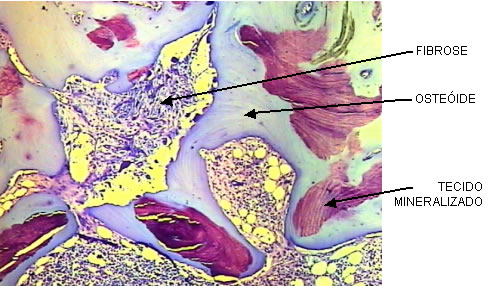 FIBROSE
OSTEÓIDE
TECIDO
MINERALIZADO